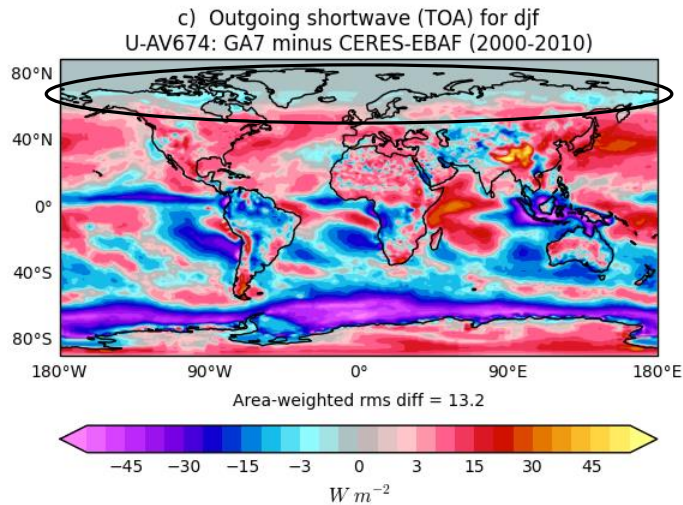 c) Outgoing shortwave (TOA) for djf
U-AV674: GA7 minus CERES-EBAF (2000-2010)
80°N
40°N
0°
40°S
80°S
180°W 90°W 0° 90°E 180°E
Area-weighted rms diff = 13.2
−45 −30 −15 −3 0 3 15 30 45
W m⁻²